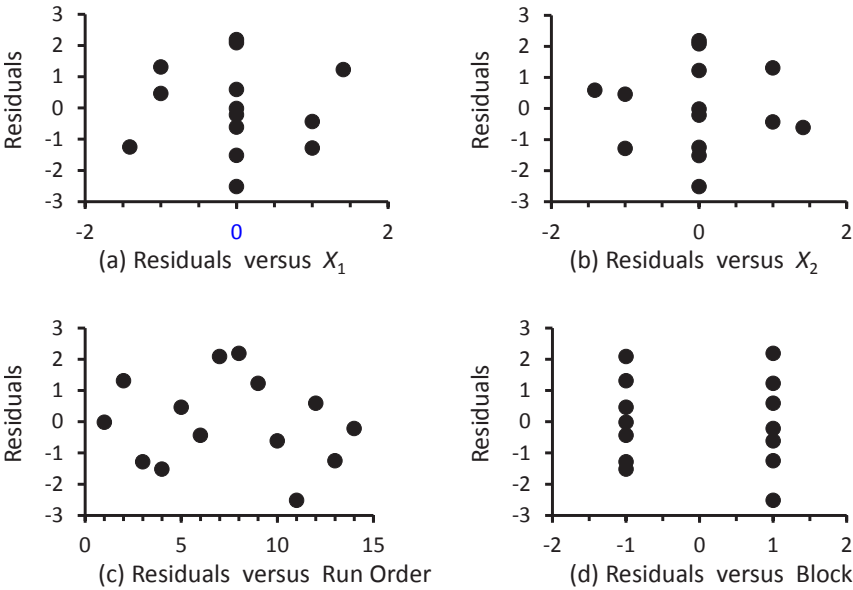 Residuals
3
2
1
0
-1
-2
-3
-2 0 2
(a) Residuals versus X₁
Residuals
3
2
1
0
-1
-2
-3
-2 -1 0 1 2
(b) Residuals versus X₂
Residuals
3
2
1
0
-1
-2
-3
0 5 10 15
(c) Residuals versus Run Order
Residuals
3
2
1
0
-1
-2
-3
-2 -1 0 1 2
(d) Residuals versus Block